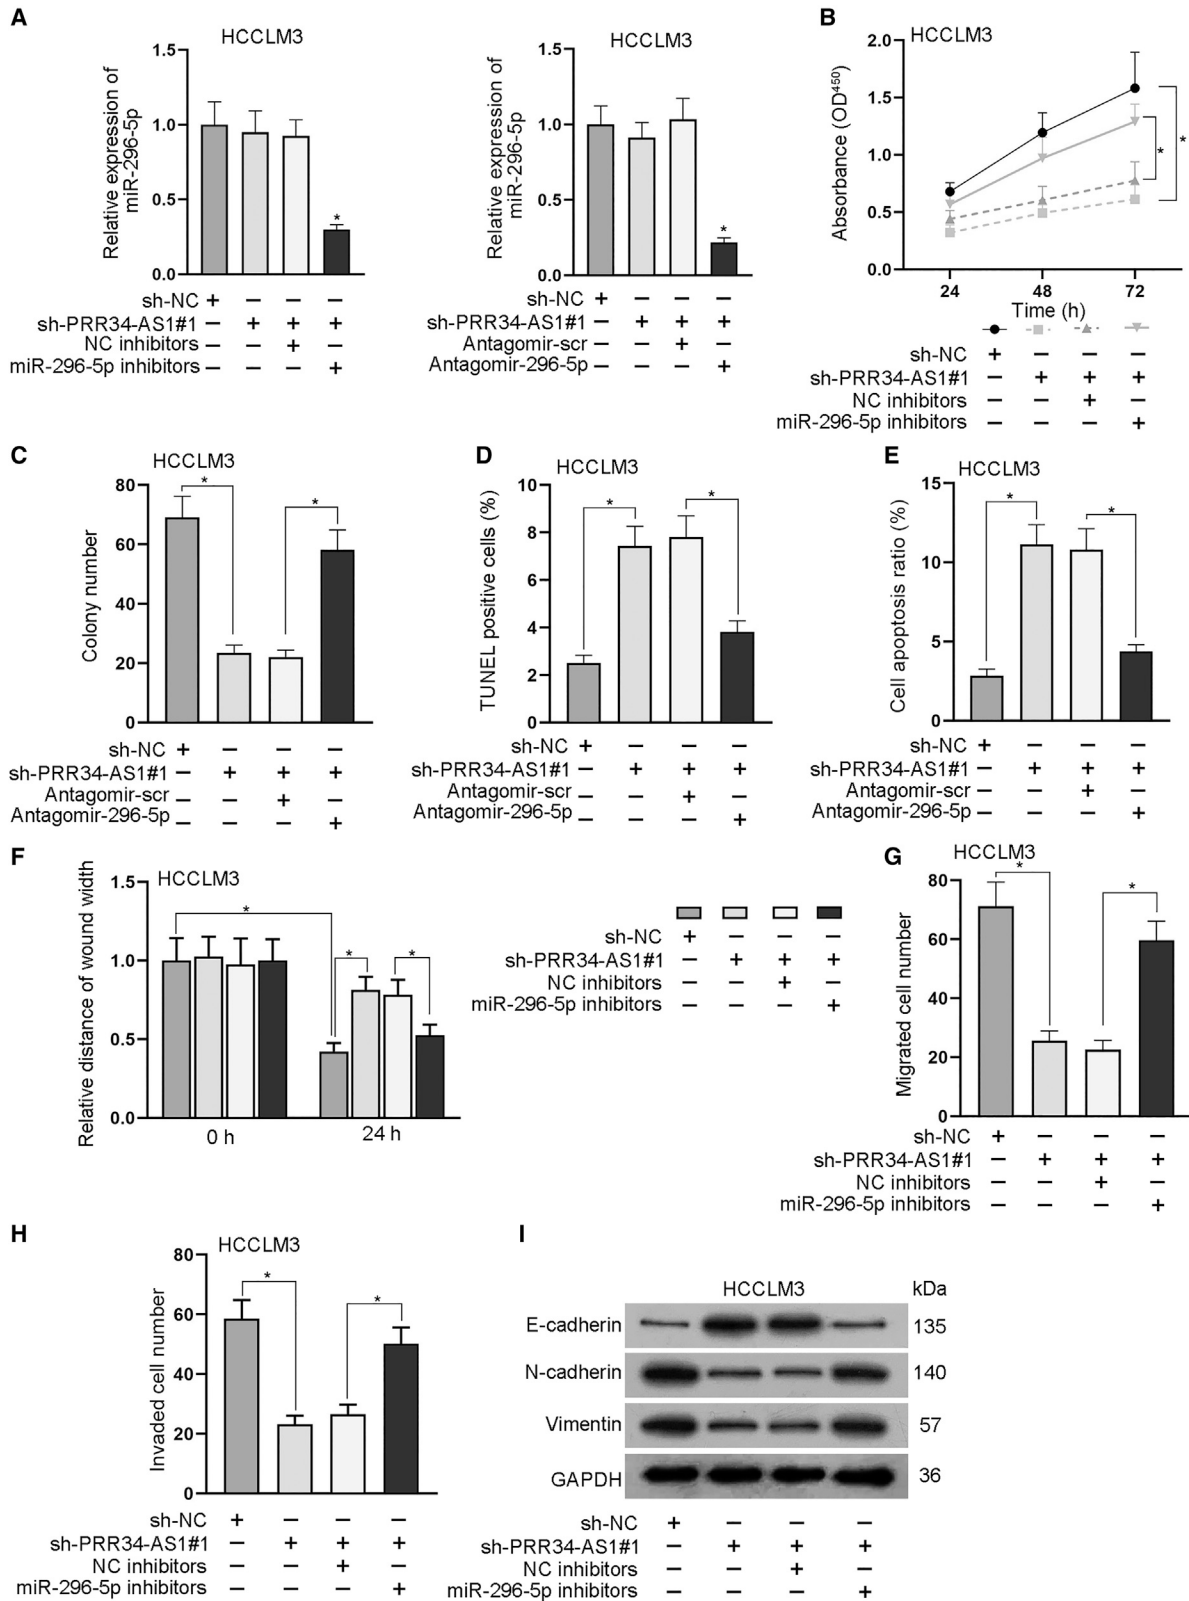 A
HCCLM3
Relative expression of
miR-296-5p
1.5
1.0
0.5
0.0
*
sh-NC + − − −
sh-PRR34-AS1#1 − + + +
NC inhibitors − − + −
miR-296-5p inhibitors − − − +
HCCLM3
Relative expression of
miR-296-5p
1.5
1.0
0.5
0.0
*
sh-NC + − − −
sh-PRR34-AS1#1 − + + +
Antagomir-scr − − + −
Antagomir-296-5p − − − +
B
HCCLM3
Absorbance (OD450)
2.0
1.5
1.0
0.5
0.0
*
*
24 48 72
Time (h)
sh-NC + − − −
sh-PRR34-AS1#1 − + + +
NC inhibitors − − + −
miR-296-5p inhibitors − − − +
C
HCCLM3
Colony number
80
60
40
20
0
*
*
sh-NC + − − −
sh-PRR34-AS1#1 − + + +
Antagomir-scr − − + −
Antagomir-296-5p − − − +
D
HCCLM3
TUNEL positive cells (%)
10
8
6
4
2
0
*
*
sh-NC + − − −
sh-PRR34-AS1#1 − + + +
Antagomir-scr − − + −
Antagomir-296-5p − − − +
E
HCCLM3
Cell apoptosis ratio (%)
15
10
5
0
*
*
sh-NC + − − −
sh-PRR34-AS1#1 − + + +
Antagomir-scr − − + −
Antagomir-296-5p − − − +
F
HCCLM3
Relative distance of wound width
1.5
1.0
0.5
0.0
*
*
*
0 h 24 h
sh-NC + − − −
sh-PRR34-AS1#1 − + + +
NC inhibitors − − + −
miR-296-5p inhibitors − − − +
G
HCCLM3
Migrated cell number
80
60
40
20
0
*
*
sh-NC + − − −
sh-PRR34-AS1#1 − + + +
NC inhibitors − − + −
miR-296-5p inhibitors − − − +
H
HCCLM3
Invaded cell number
80
60
40
20
0
*
*
sh-NC + − − −
sh-PRR34-AS1#1 − + + +
NC inhibitors − − + −
miR-296-5p inhibitors − − − +
I
HCCLM3 kDa
E-cadherin 135
N-cadherin 140
Vimentin 57
GAPDH 36
sh-NC + − − −
sh-PRR34-AS1#1 − + + +
NC inhibitors − − + −
miR-296-5p inhibitors − − − +